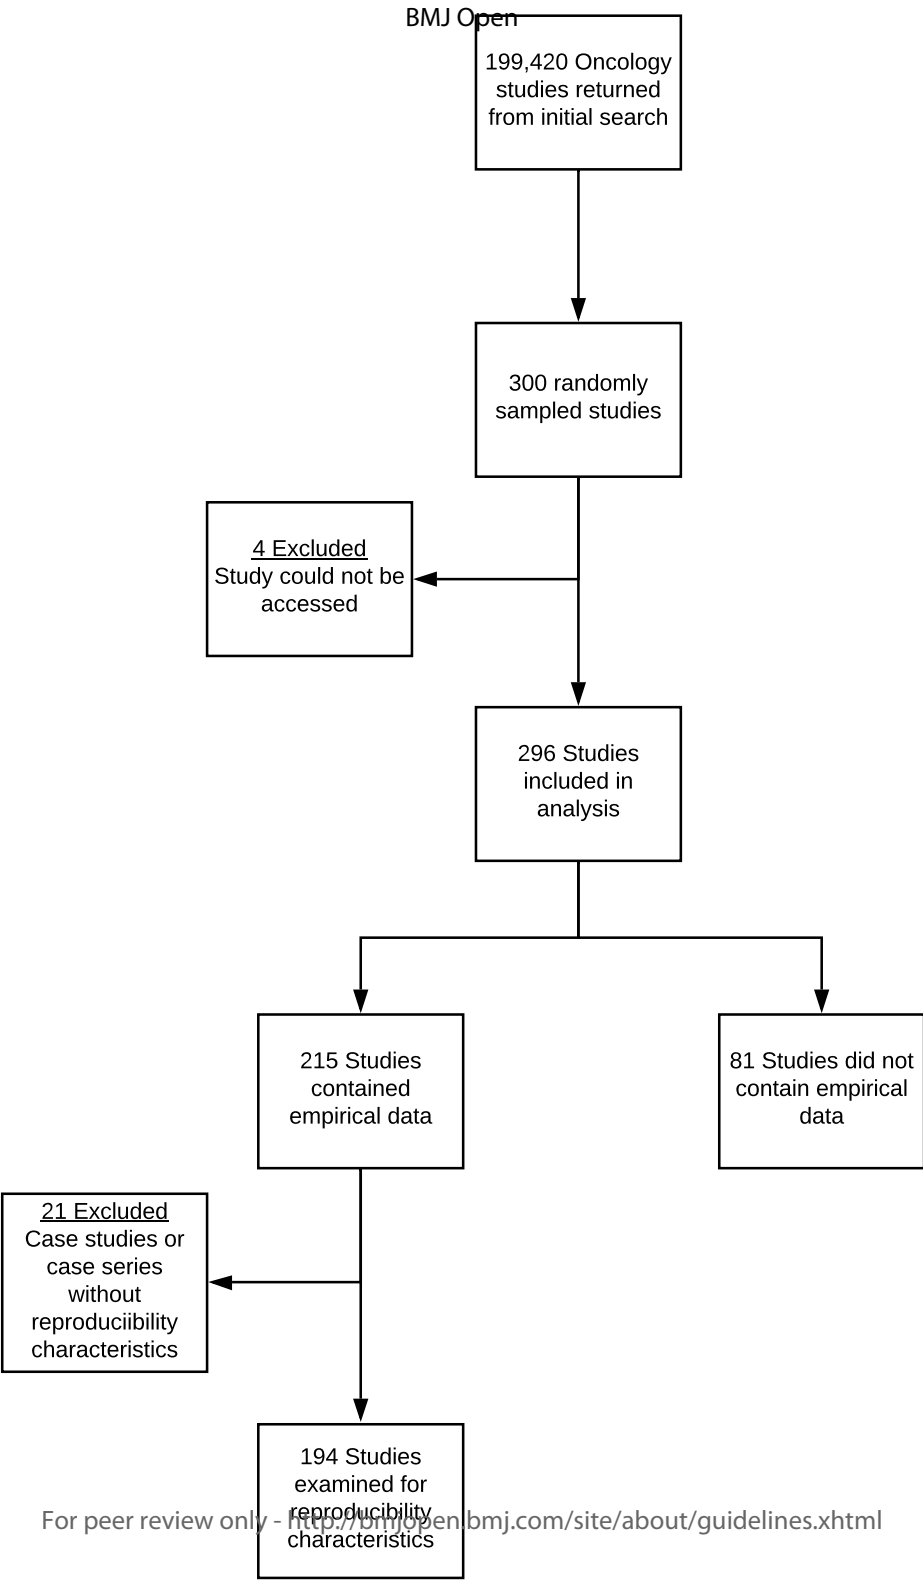 BMJ Open
199,420 Oncology
studies returned
from initial search
300 randomly
sampled studies
4 Excluded
Study could not be
accessed
296 Studies
included in
analysis
215 Studies
contained
empirical data
81 Studies did not
contain empirical
data
21 Excluded
Case studies or
case series
without
reproduciibility
characteristics
194 Studies
examined for
reproducibility
characteristics
For peer review only - http://bmjopen.bmj.com/site/about/guidelines.xhtml